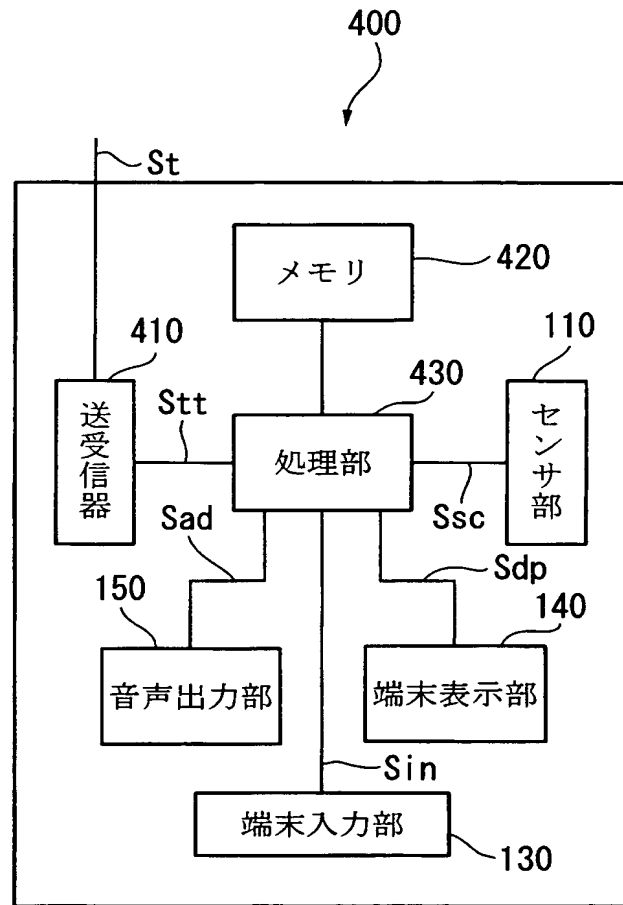 400
St
メモリ
420
410
110
送受信器
Stt
430
処理部
センサ部
Ssc
Sad
Sdp
150
140
音声出力部
端末表示部
Sin
端末入力部
130